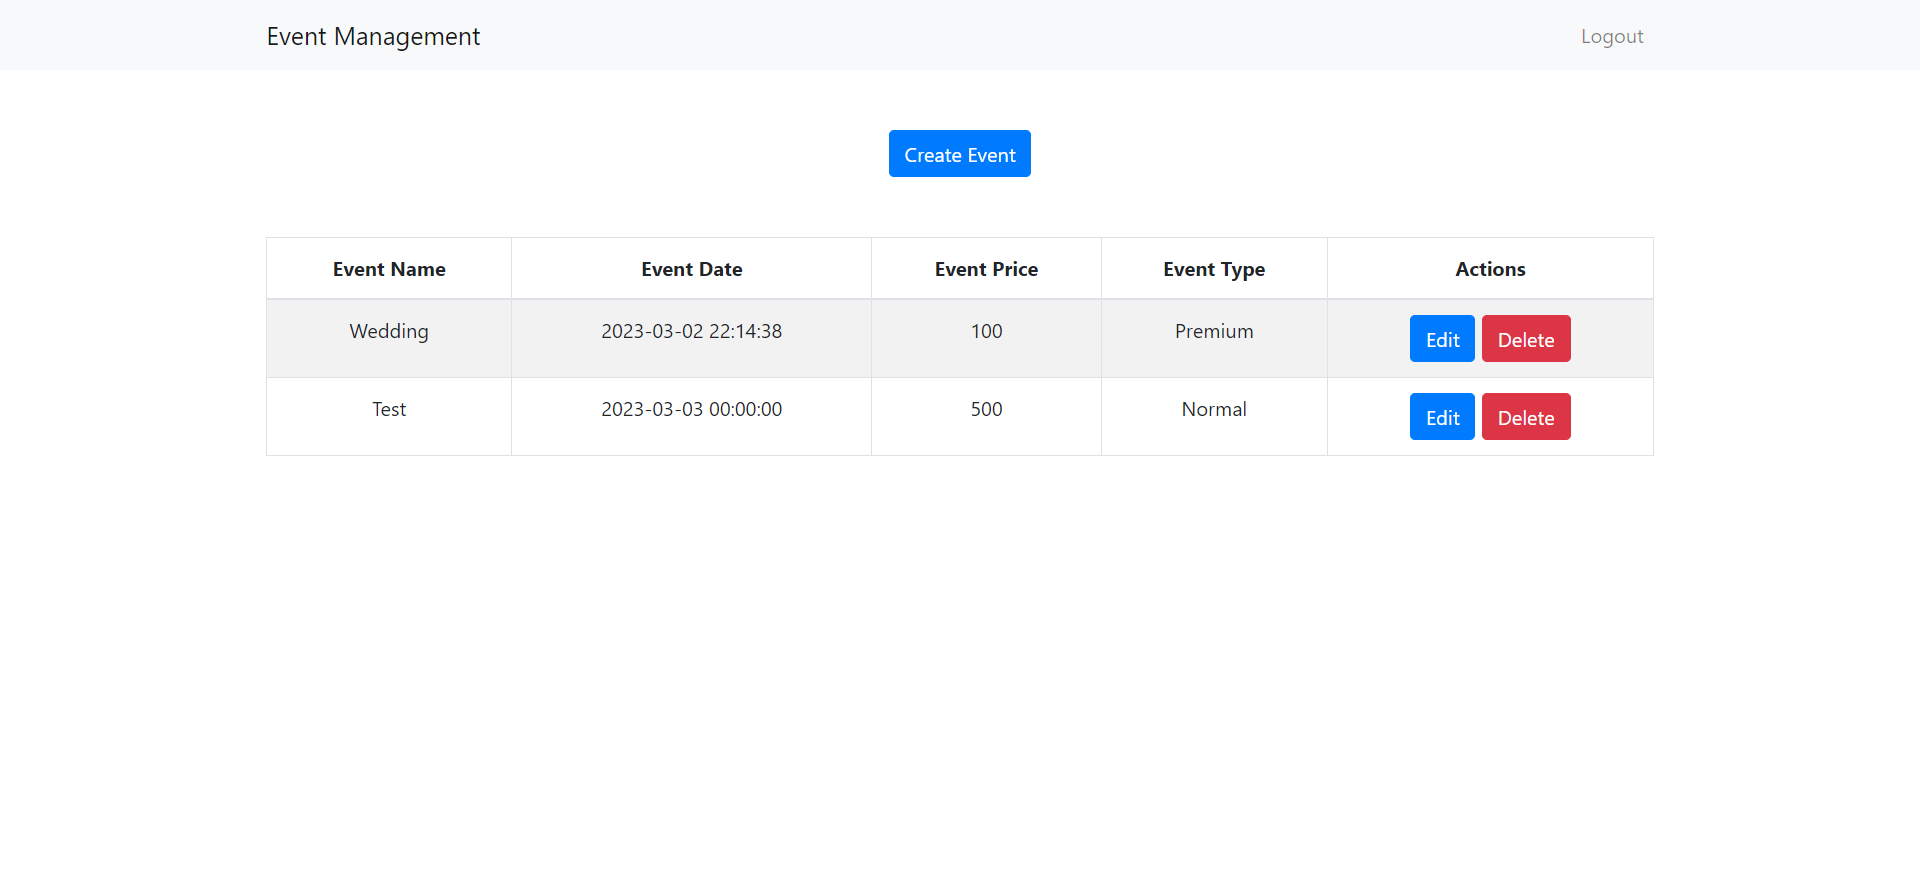 Event Management Logout
Create Event
Event Name Event Date Event Price Event Type Actions
Wedding 2023-03-02 22:14:38 100 Premium Edit Delete
Test 2023-03-03 00:00:00 500 Normal Edit Delete